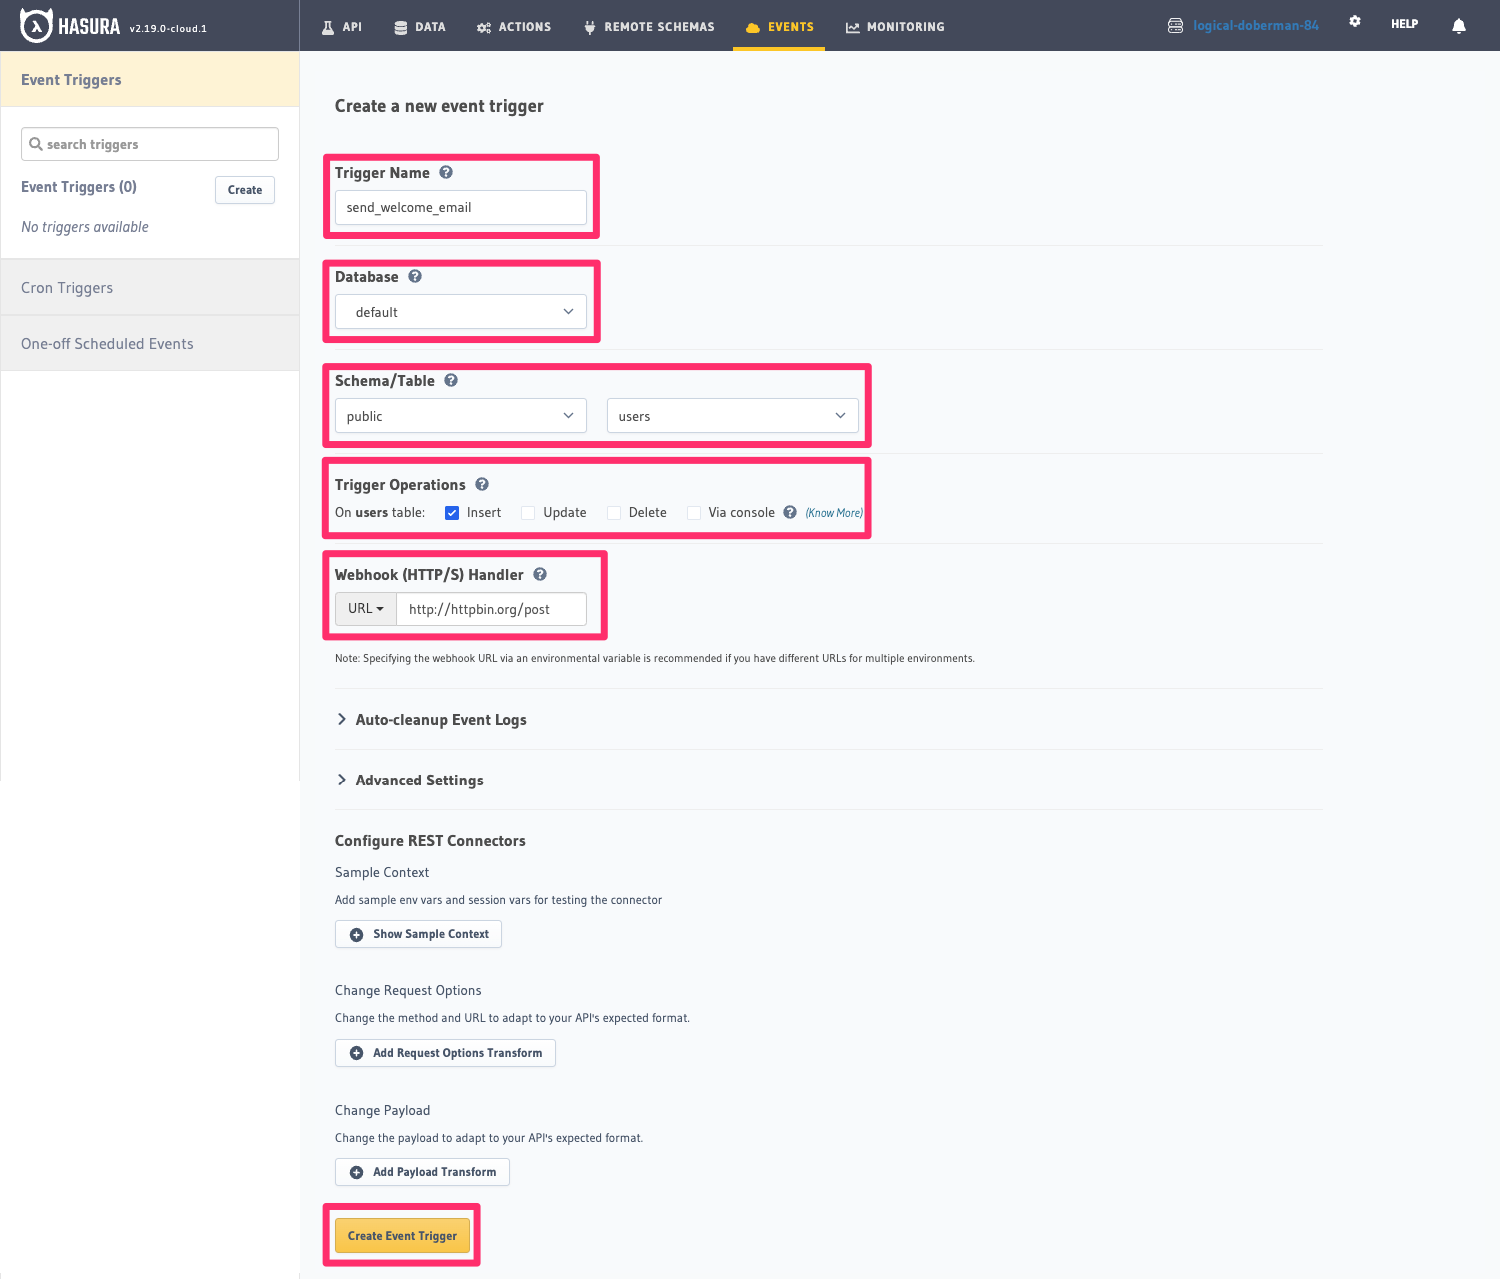 HASURA v2.19.0-cloud.1
API DATA ACTIONS REMOTE SCHEMAS EVENTS MONITORING logical-doberman-84 HELP
Event Triggers
search triggers
Event Triggers (0) Create
No triggers available
Cron Triggers
One-off Scheduled Events
Create a new event trigger
Trigger Name
send_welcome_email
Database
default
Schema/Table
public users
Trigger Operations
On users table: Insert Update Delete Via console (Know More)
Webhook (HTTP/S) Handler
URL http://httpbin.org/post
Note: Specifying the webhook URL via an environmental variable is recommended if you have different URLs for multiple environments.
Auto-cleanup Event Logs
Advanced Settings
Configure REST Connectors
Sample Context
Add sample env vars and session vars for testing the connector
Show Sample Context
Change Request Options
Change the method and URL to adapt to your API's expected format.
Add Request Options Transform
Change Payload
Change the payload to adapt to your API's expected format.
Add Payload Transform
Create Event Trigger